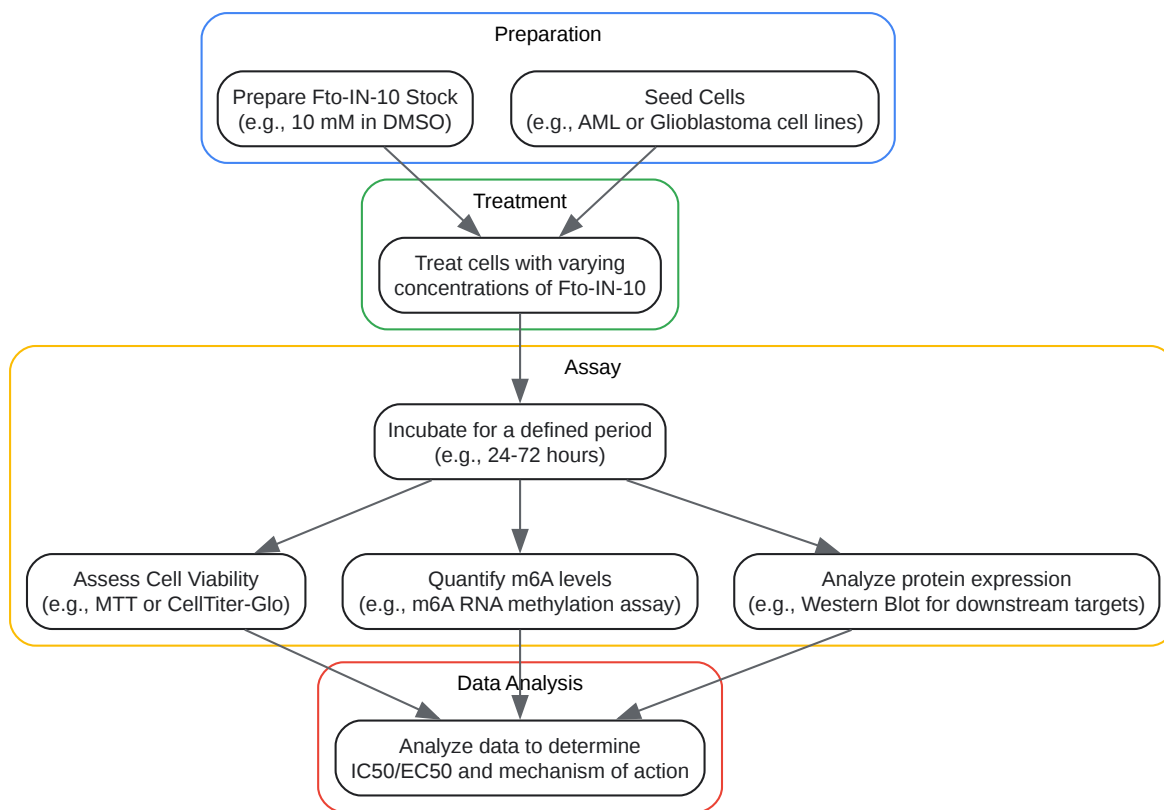 Preparation
Prepare Fto-IN-10 Stock
(e.g., 10 mM in DMSO)
Seed Cells
(e.g., AML or Glioblastoma cell lines)
Treatment
Treat cells with varying
concentrations of Fto-IN-10
Assay
Incubate for a defined period
(e.g., 24-72 hours)
Assess Cell Viability
(e.g., MTT or CellTiter-Glo)
Quantify m6A levels
(e.g., m6A RNA methylation assay)
Analyze protein expression
(e.g., Western Blot for downstream targets)
Data Analysis
Analyze data to determine
IC50/EC50 and mechanism of action